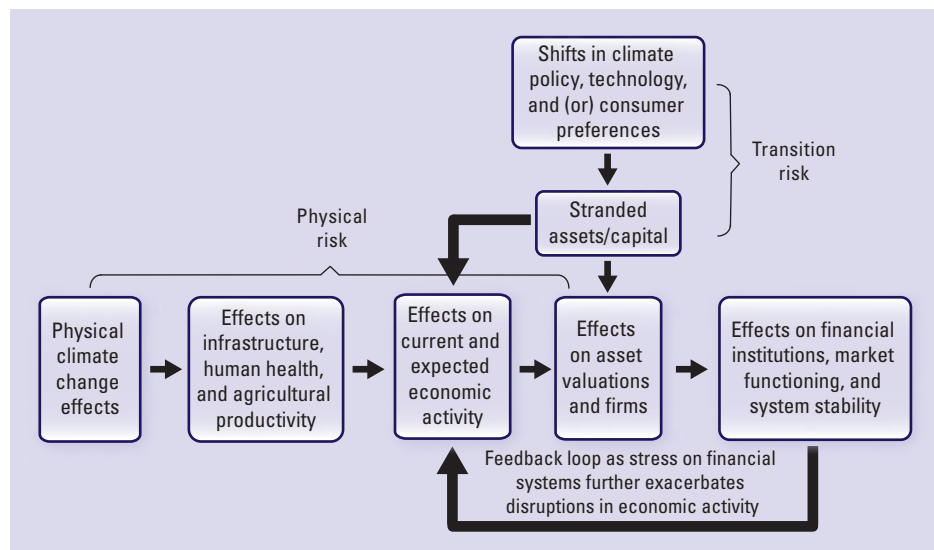 Shifts in climate
policy, technology,
and (or) consumer
preferences
Transition
risk
Stranded
assets/capital
Physical
risk
Physical
climate
change
effects
Effects on
infrastructure,
human health,
and agricultural
productivity
Effects on
current and
expected
economic
activity
Effects
on asset
valuations
and firms
Effects on financial
institutions, market
functioning, and
system stability
Feedback loop as stress on financial
systems further exacerbates
disruptions in economic activity